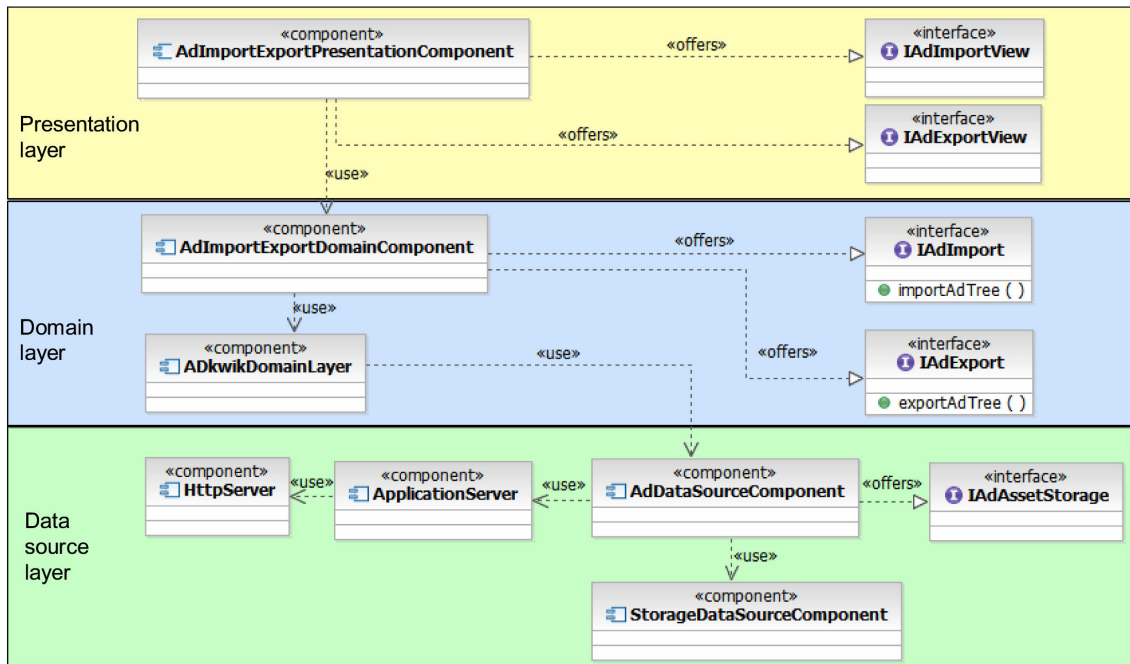 «component»
AdImportExportPresentationComponent
«offers»
«interface»
IAdImportView
Presentation
layer
«offers»
«interface»
IAdExportView
«use»
«component»
AdImportExportDomainComponent
«offers»
«interface»
IAdImport
importAdTree ( )
«use»
Domain
layer
«component»
ADkwikDomainLayer
«use»
«offers»
«interface»
IAdExport
exportAdTree ( )
Data
source
layer
«component»
HttpServer
«use»
«component»
ApplicationServer
«use»
«component»
AdDataSourceComponent
«offers»
«interface»
IAdAssetStorage
«use»
«component»
StorageDataSourceComponent